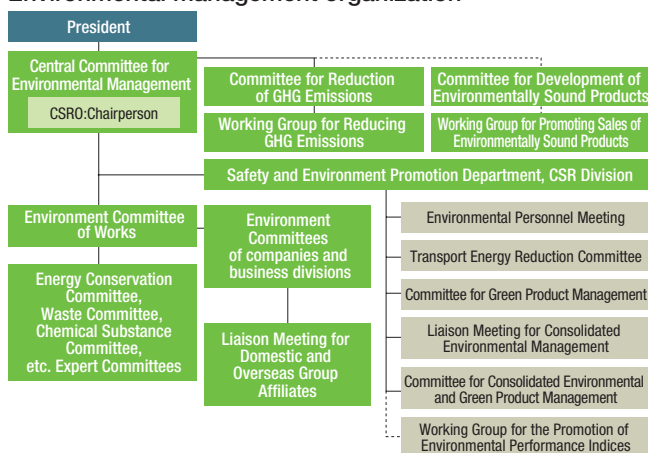 Environmental management organization
President
Central Committee for
Environmental Management
CSRO:Chairperson
Committee for Reduction
of GHG Emissions
Committee for Development of
Environmentally Sound Products
Working Group for Reducing
GHG Emissions
Working Group for Promoting Sales of
Environmentally Sound Products
Safety and Environment Promotion Department, CSR Division
Environment Committee
of Works
Environment
Committees
of companies and
business divisions
Energy Conservation
Committee,
Waste Committee,
Chemical Substance
Committee,
etc. Expert Committees
Liaison Meeting for
Domestic and
Overseas Group
Affiliates
Environmental Personnel Meeting
Transport Energy Reduction Committee
Committee for Green Product Management
Liaison Meeting for Consolidated
Environmental Management
Committee for Consolidated Environmental
and Green Product Management
Working Group for the Promotion of
Environmental Performance Indices